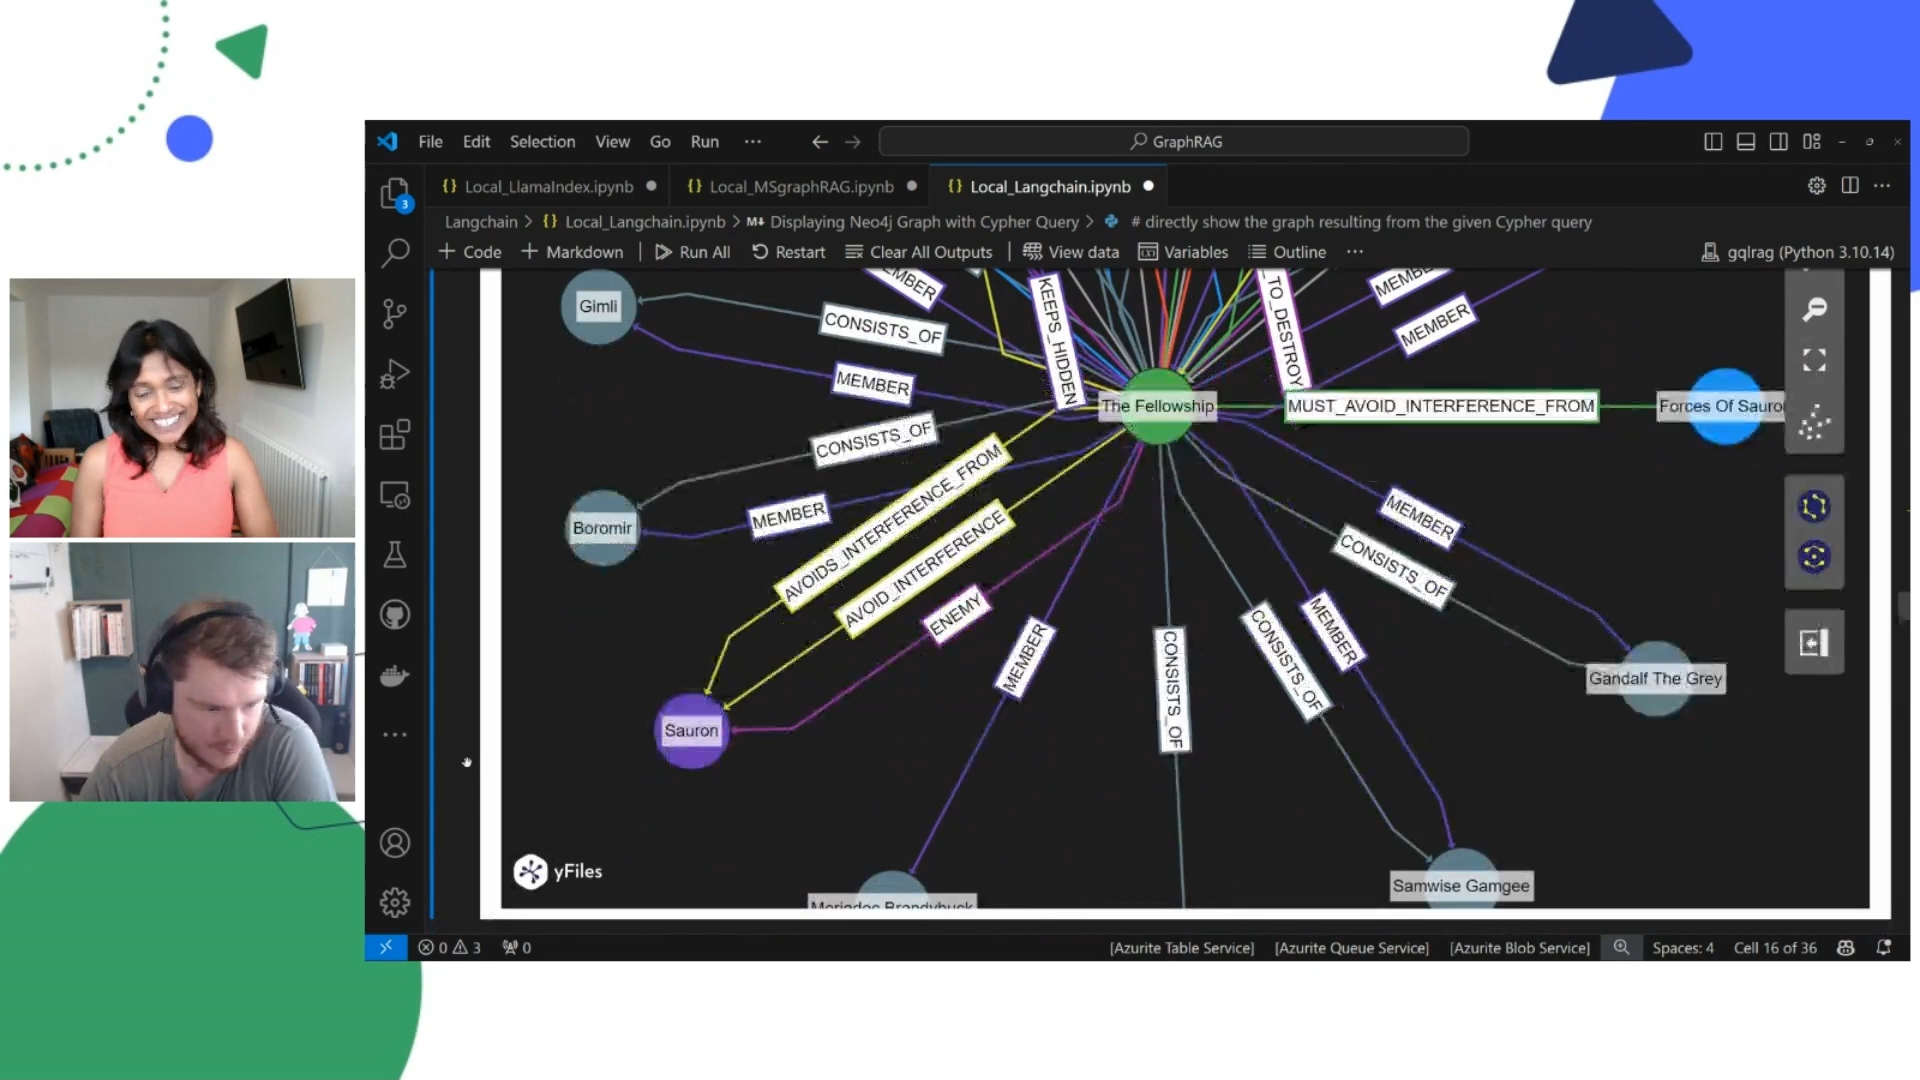 File Edit Selection View Go Run ···
GraphRAG
{} Local_LlamaIndex.ipynb
{} Local_MSgraphRAG.ipynb
{} Local_Langchain.ipynb
3
Langchain > {} Local_Langchain.ipynb > M↓ Displaying Neo4j Graph with Cypher Query > # directly show the graph resulting from the given Cypher query
+ Code + Markdown | Run All Restart Clear All Outputs | View data Variables Outline ···
gqlrag (Python 3.10.14)
Gimli
CONSISTS_OF
KEEPS_HIDDEN
_TO_DESTROY
MEMBER
MEMBER
The Fellowship
MUST_AVOID_INTERFERENCE_FROM
Forces Of Sauro
CONSISTS_OF
AVOIDS_INTERFERENCE_FROM
Boromir
MEMBER
AVOID_INTERFERENCE
MEMBER
CONSISTS_OF
ENEMY
MEMBER
CONSISTS_OF
CONSISTS_OF
MEMBER
Gandalf The Grey
Sauron
yFiles
Samwise Gamgee
Meriadoc Brandybuck
0 3 0
[Azurite Table Service] [Azurite Queue Service] [Azurite Blob Service] Spaces: 4 Cell 16 of 36